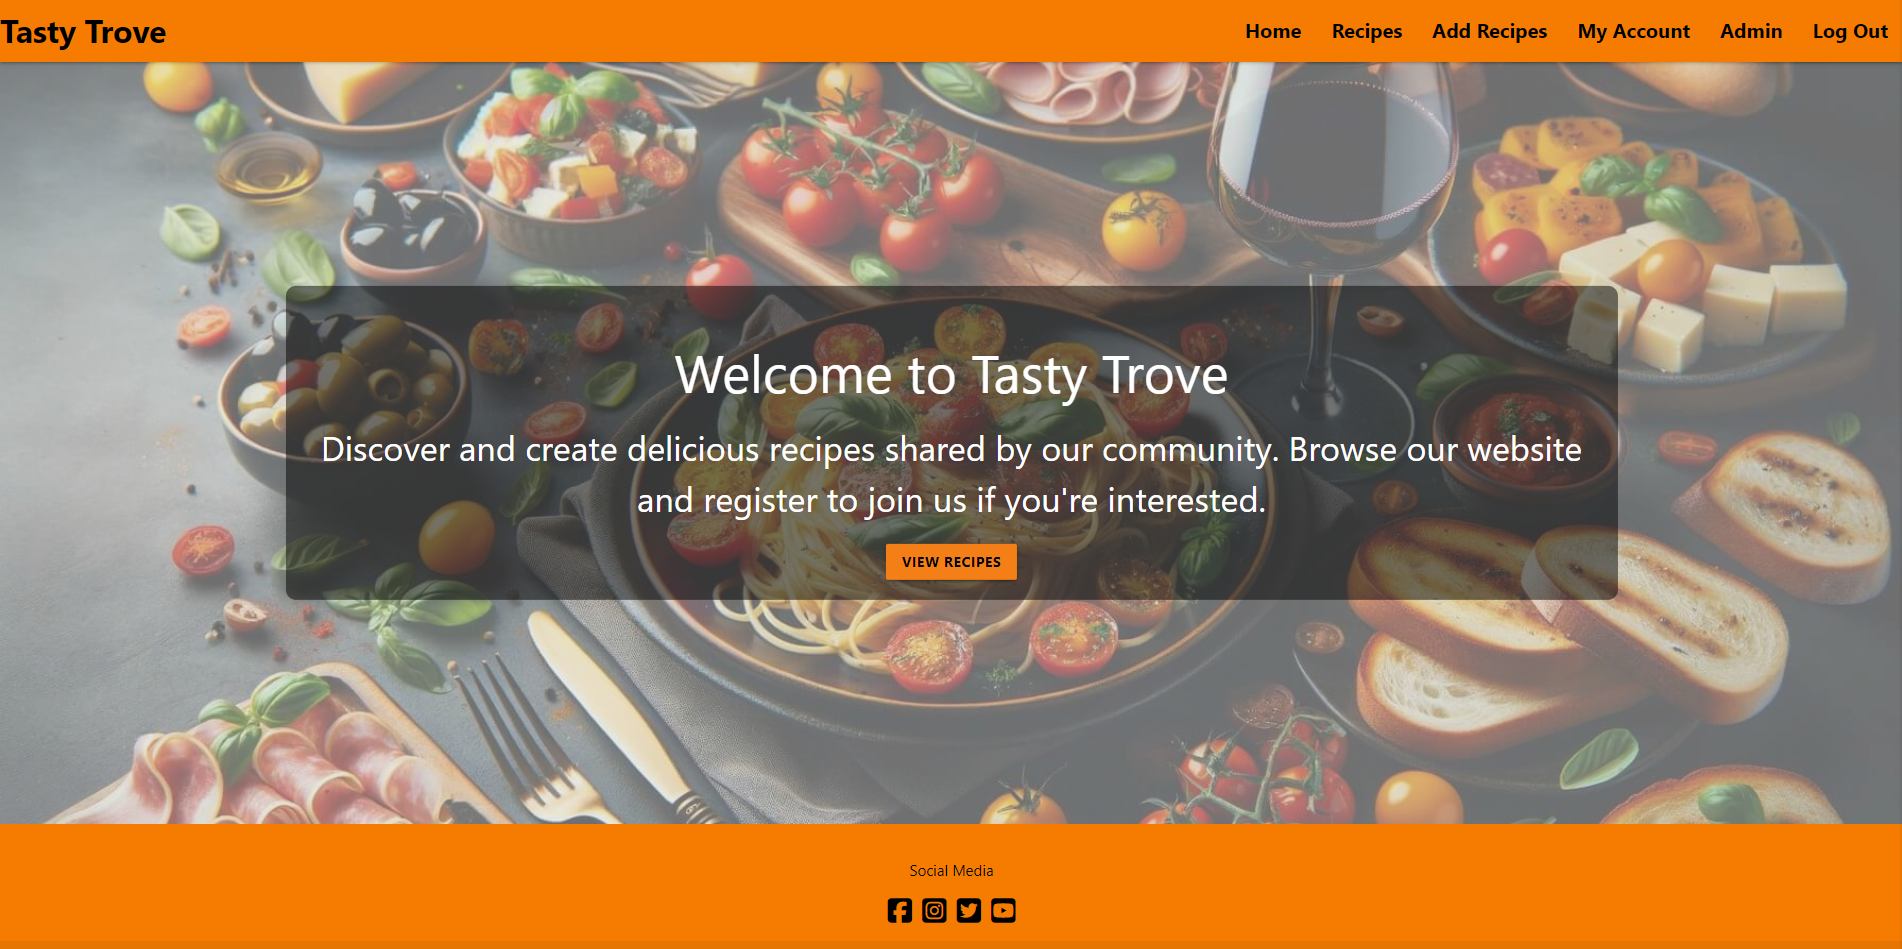 Tasty Trove
Home Recipes Add Recipes My Account Admin Log Out
Welcome to Tasty Trove
Discover and create delicious recipes shared by our community. Browse our website
and register to join us if you're interested.
VIEW RECIPES
Social Media